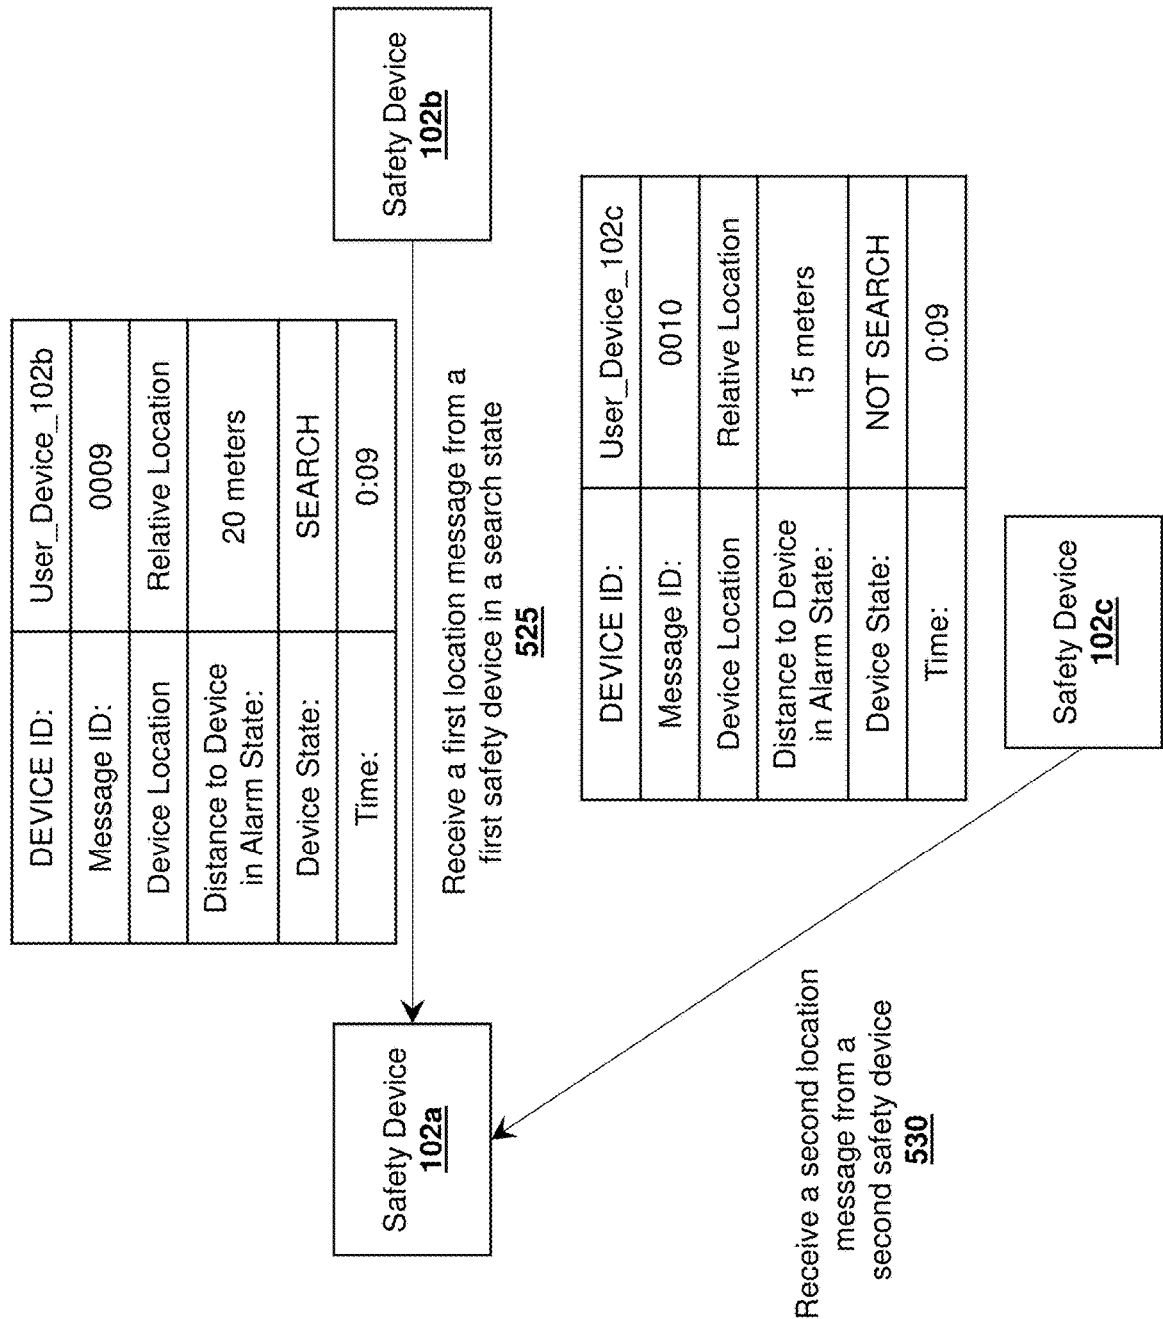 DEVICE ID: User_Device_102b
Message ID: 0009
Device Location Relative Location
Distance to Device
in Alarm State:
20 meters
Device State: SEARCH
Time: 0:09
Safety Device
102a
Safety Device
102b
Receive a first location message from a
first safety device in a search state
525
DEVICE ID: User_Device_102c
Message ID: 0010
Device Location Relative Location
Distance to Device
in Alarm State:
15 meters
Device State: NOT SEARCH
Time: 0:09
Receive a second location
message from a
second safety device
530
Safety Device
102c